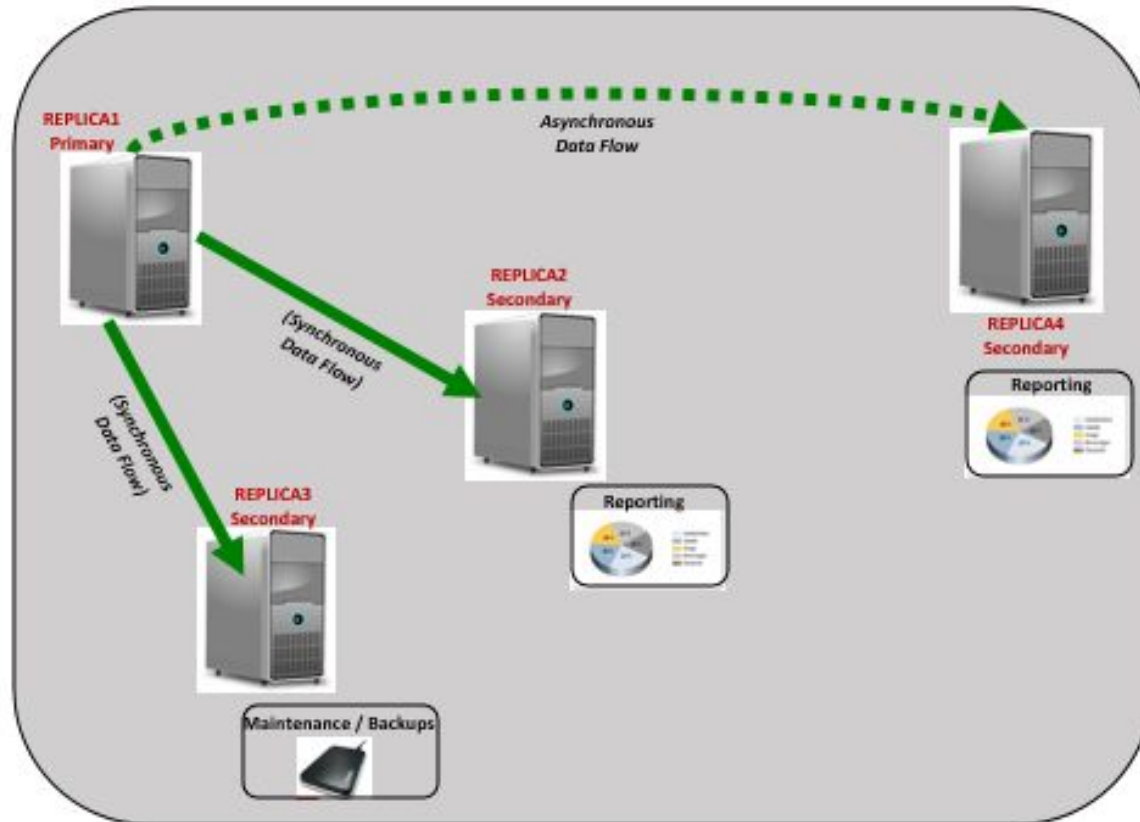 REPLICA1
Primary
Asynchronous
Data Flow
REPLICA2
Secondary
(Synchronous
Data Flow)
REPLICA4
Secondary
Reporting
(Synchronous
Data Flow)
REPLICA3
Secondary
Reporting
Maintenance / Backups